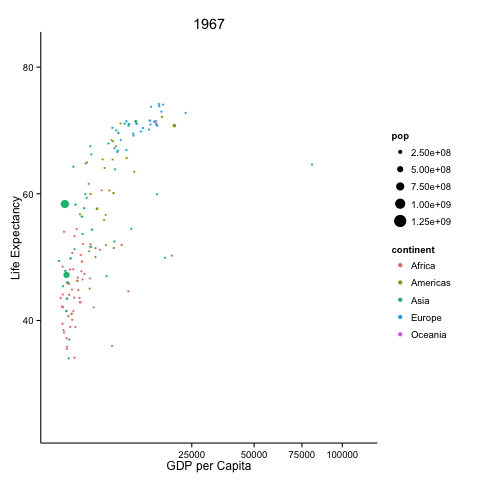 1967
80
60
40
Life Expectancy
25000 50000 75000 100000
GDP per Capita
pop
2.50e+08
5.00e+08
7.50e+08
1.00e+09
1.25e+09
continent
Africa
Americas
Asia
Europe
Oceania